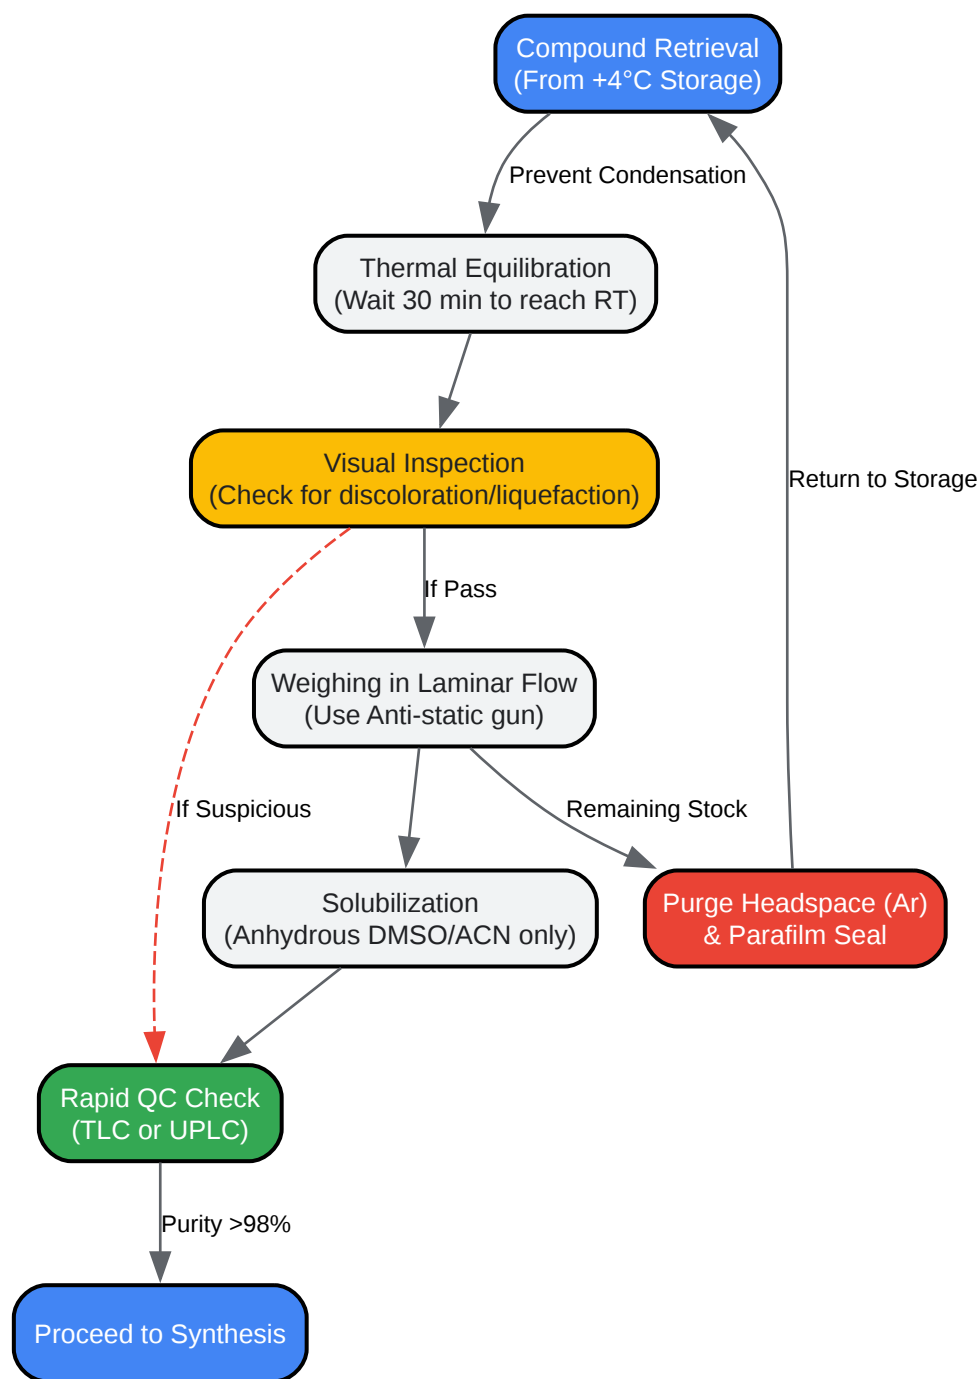 Compound Retrieval
(From +4°C Storage)
Prevent Condensation
Thermal Equilibration
(Wait 30 min to reach RT)
Visual Inspection
(Check for discoloration/liquefaction)
Return to Storage
If Pass
Weighing in Laminar Flow
(Use Anti-static gun)
If Suspicious
Remaining Stock
Solubilization
(Anhydrous DMSO/ACN only)
Purge Headspace (Ar)
& Parafilm Seal
Rapid QC Check
(TLC or UPLC)
Purity >98%
Proceed to Synthesis